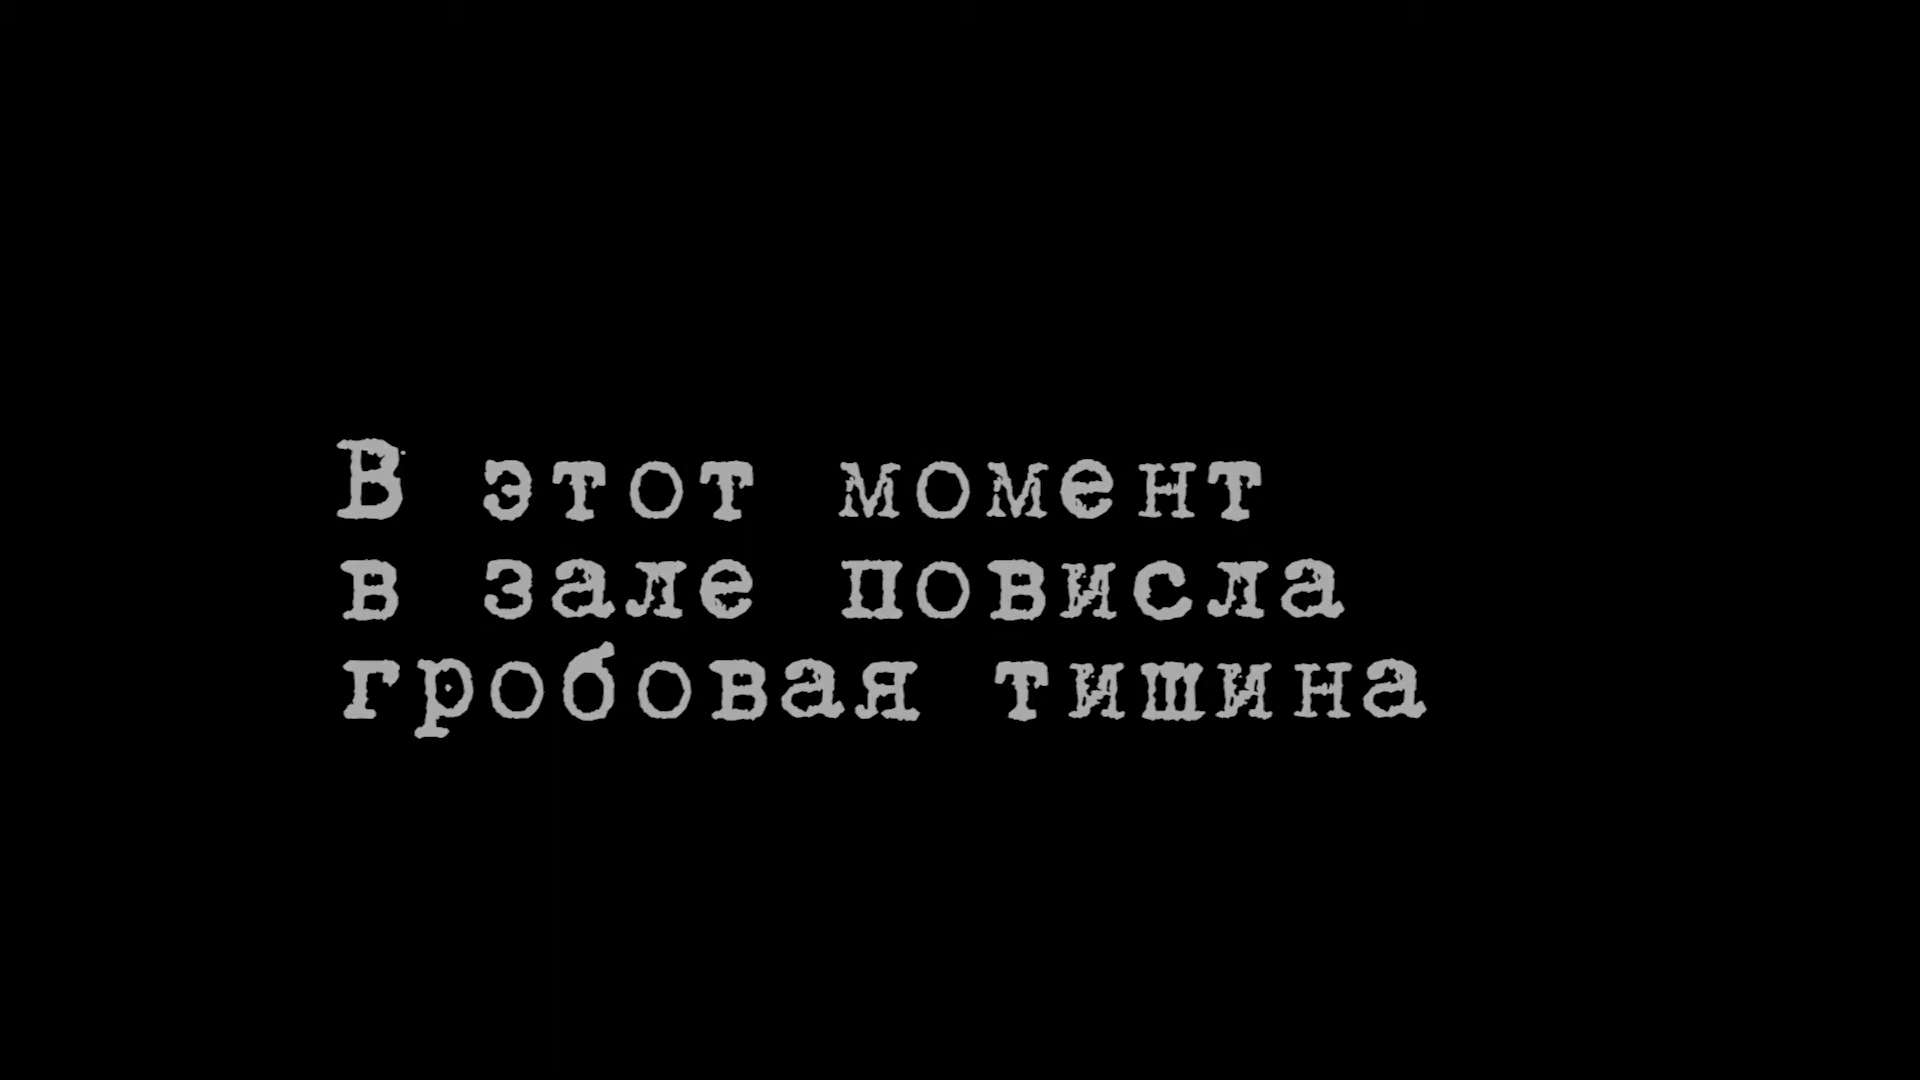 В этот момент
в зале повисла
гробовая тишина